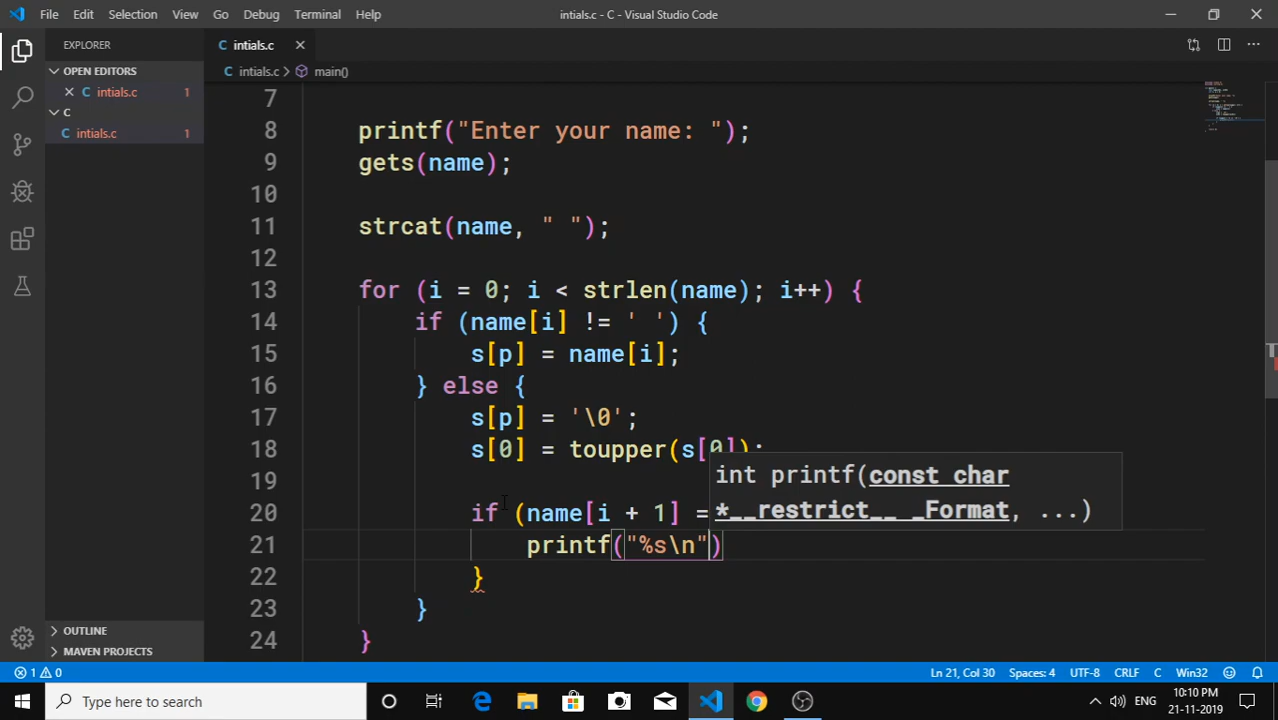 File Edit Selection View Go Debug Terminal Help intials.c - C - Visual Studio Code
EXPLORER
OPEN EDITORS
intials.c 1
C
intials.c 1
OUTLINE
MAVEN PROJECTS
intials.c
intials.c > main()
7
8 printf("Enter your name: ");
9 gets(name);
10
11 strcat(name, " ");
12
13 for (i = 0; i < strlen(name); i++) {
14 if (name[i] != ' ') {
15 s[p] = name[i];
16 } else {
17 s[p] = '\0';
18 s[0] = toupper(s[0]);
19
20 if (name[i + 1] =
21 printf("%s\n")
22 }
23 }
24 }
int printf(const char
*__restrict__ _Format, ...)
1 0 Ln 21, Col 30 Spaces: 4 UTF-8 CRLF C Win32
Type here to search ENG 10:10 PM
21-11-2019